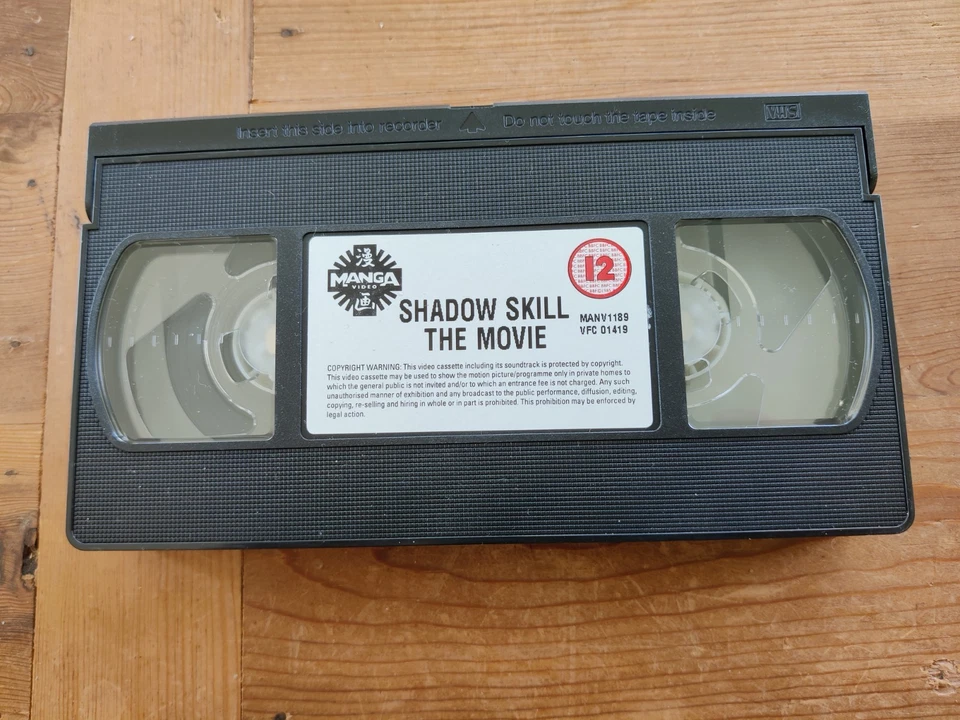 Insert this side into recorder Do not touch the tape inside VHS
漫
MANGA
VIDEO
画
12
SHADOW SKILL
THE MOVIE
MANV1189
VFC 01419
COPYRIGHT WARNING: This video cassette including its soundtrack is protected by copyright.
This video cassette may be used to show the motion picture/programme only in private homes to
which the general public is not invited and/or to which an entrance fee is not charged. Any such
unauthorised manner of exhibition and any broadcast to the public performance, diffusion, editing,
copying, re-selling and hiring in whole or in part is prohibited. This prohibition may be enforced by
legal action.